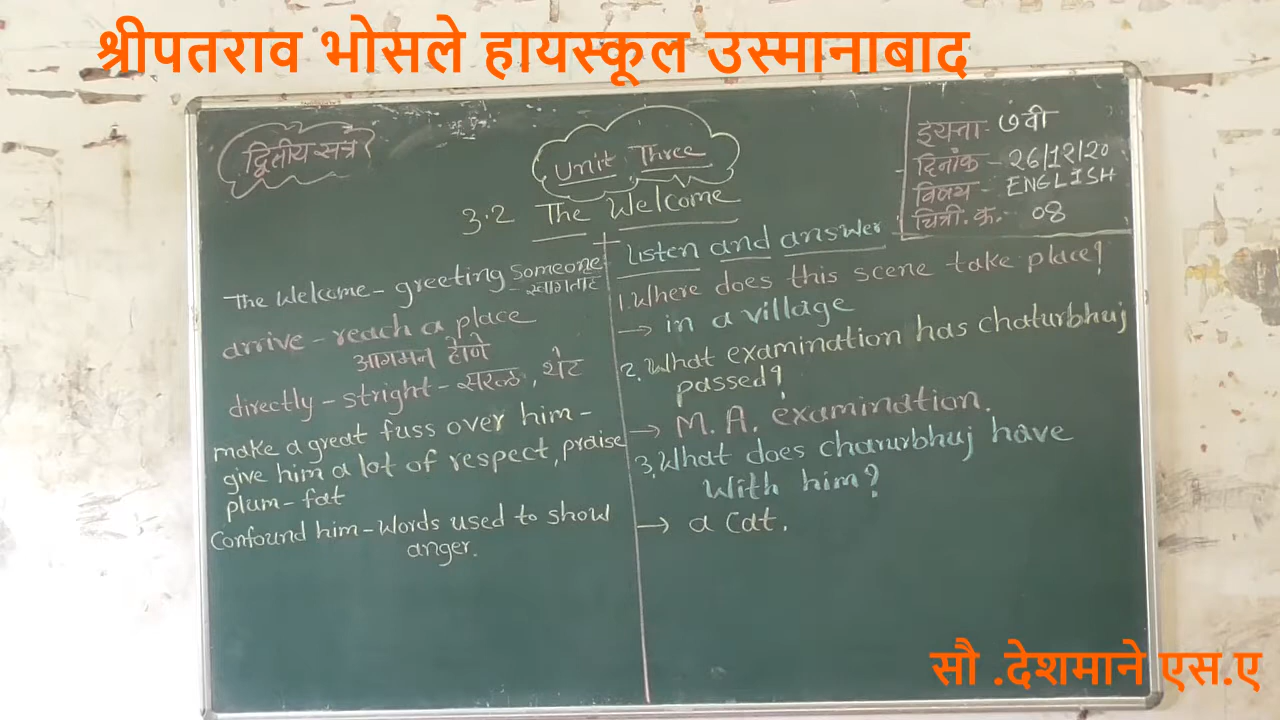 श्रीपतराव भोसले हायस्कूल उस्मानाबाद
द्वितीय सत्र
Unit Three
3.2 The Welcome
इयत्ता- ७वी
दिनांक - 26/12/20
विषय - ENGLISH
चित्री. क्र.- 08
The Welcome - greeting someone
स्वागताट
arrive - reach a place
आगमन होणे
directly - stright - सरळ, थेट
make a great fuss over him -
give him a lot of respect, praise
plum - fat
Confound him - Words used to show
anger.
Listen and answer
1. Where does this scene take place?
→ in a village
2. What examination has chaturbhuj
passed?
→ M.A. examination.
3. What does charurbhuj have
With him?
→ a Cat.
सौ .देशमाने एस.ए